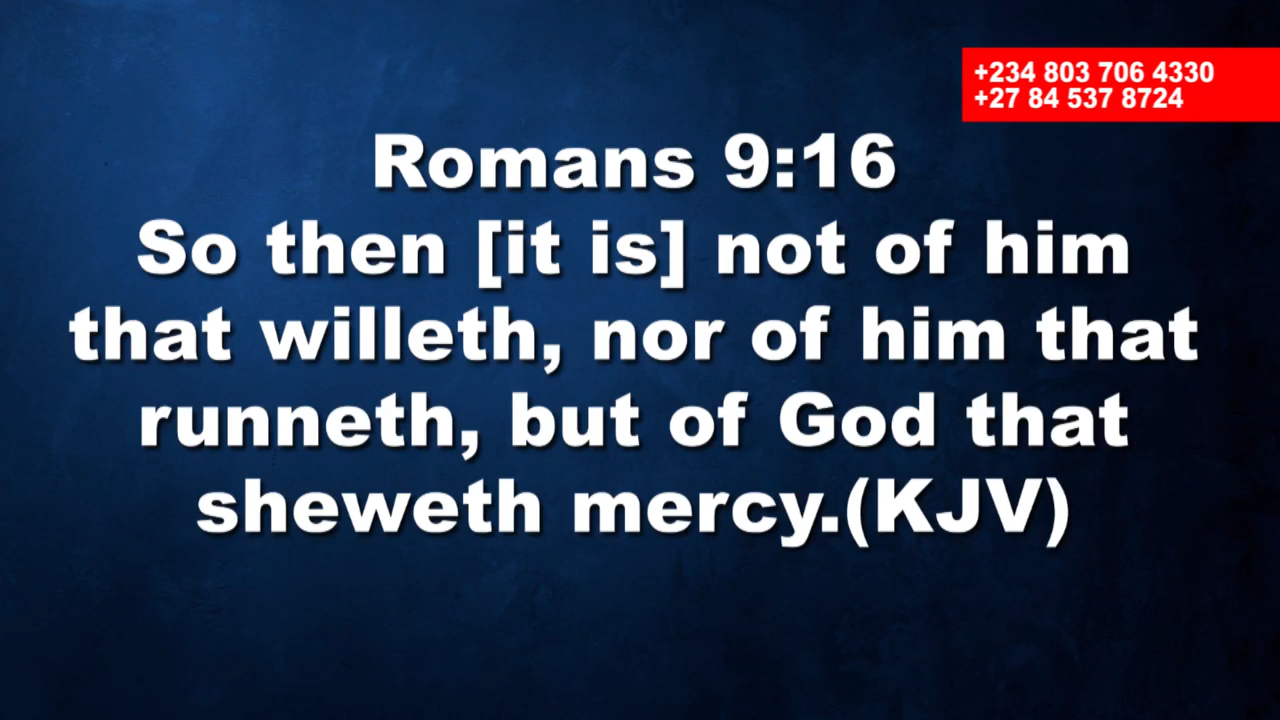 +234 803 706 4330
+27 84 537 8724
Romans 9:16
So then [it is] not of him
that willeth, nor of him that
runneth, but of God that
sheweth mercy.(KJV)